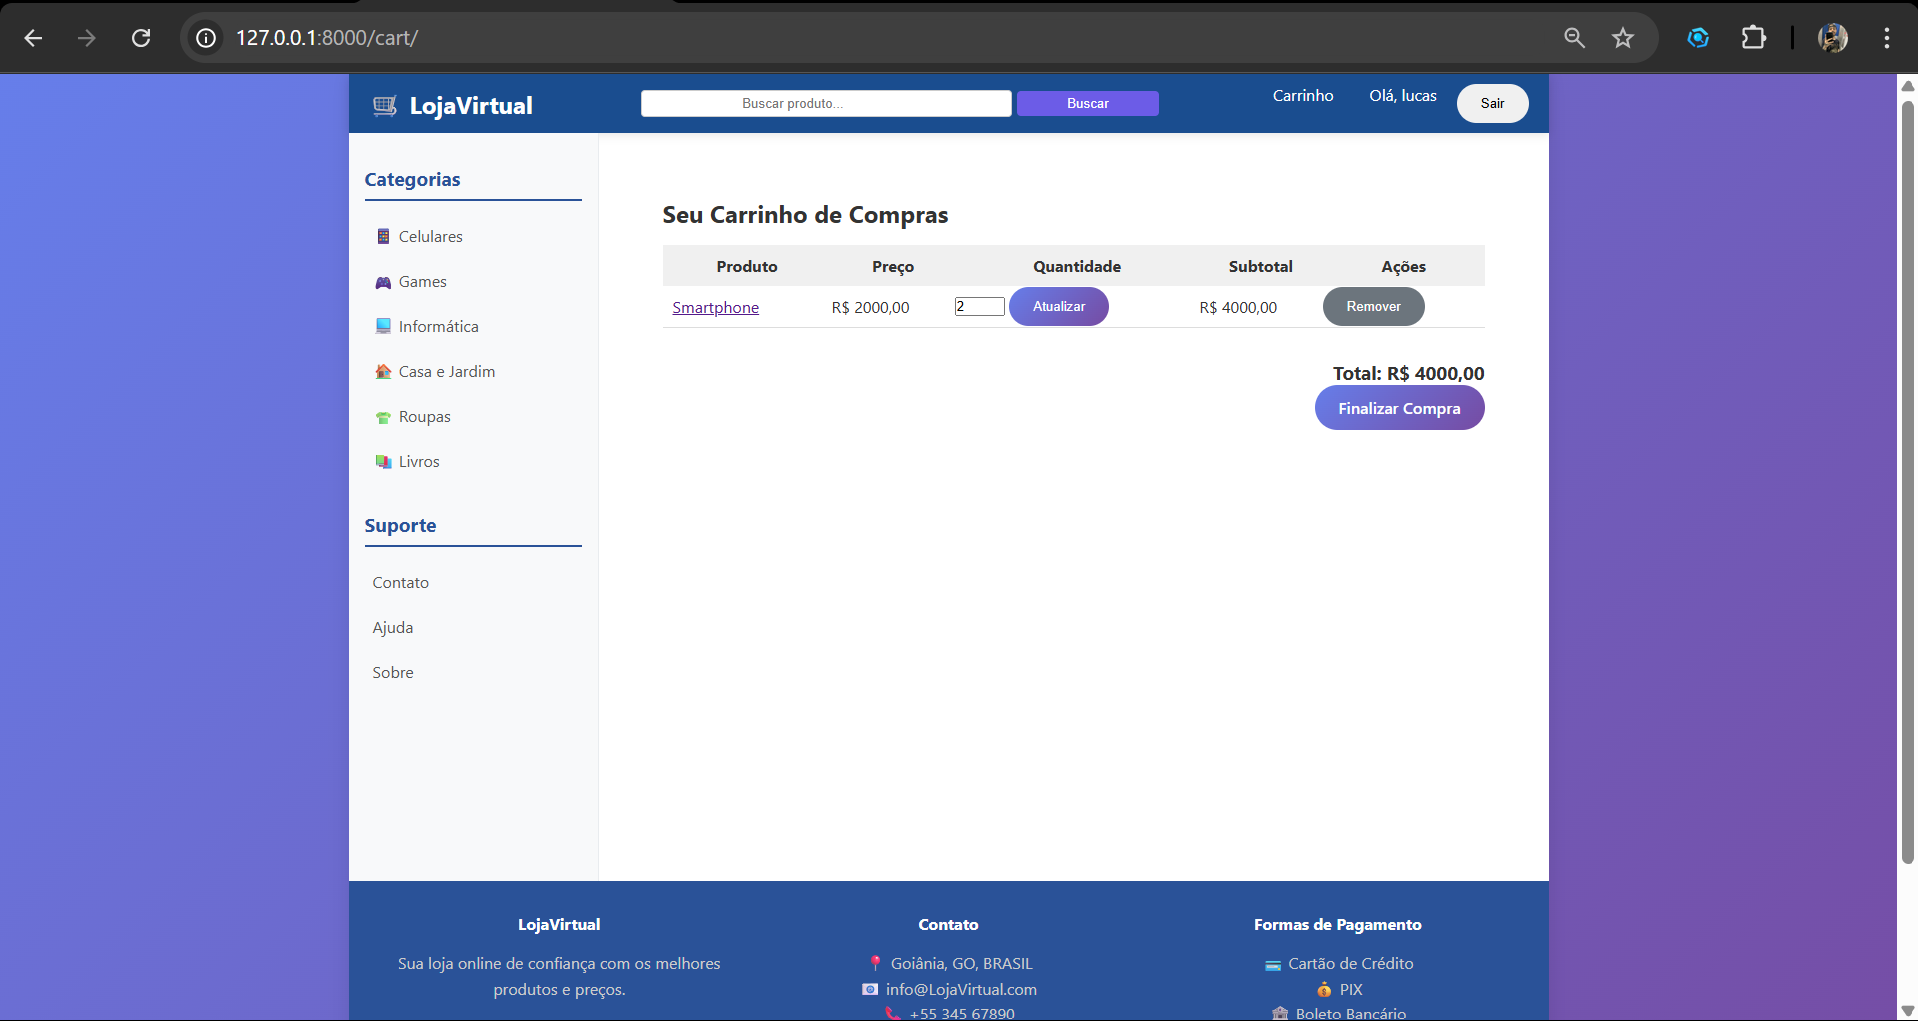 127.0.0.1:8000/cart/
LojaVirtual
Buscar produto...
Buscar
Carrinho
Olá, lucas
Sair
Categorias
Celulares
Games
Informática
Casa e Jardim
Roupas
Livros
Suporte
Contato
Ajuda
Sobre
Seu Carrinho de Compras
Produto Preço Quantidade Subtotal Ações
Smartphone R$ 2000,00 2 Atualizar R$ 4000,00 Remover
Total: R$ 4000,00
Finalizar Compra
LojaVirtual
Sua loja online de confiança com os melhores
produtos e preços.
Contato
Goiânia, GO, BRASIL
info@LojaVirtual.com
+55 345 67890
Formas de Pagamento
Cartão de Crédito
PIX
Boleto Bancário